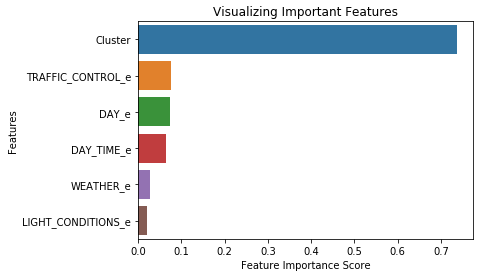 Visualizing Important Features
Cluster
TRAFFIC_CONTROL_e
DAY_e
DAY_TIME_e
WEATHER_e
LIGHT_CONDITIONS_e
Features
0.0 0.1 0.2 0.3 0.4 0.5 0.6 0.7
Feature Importance Score